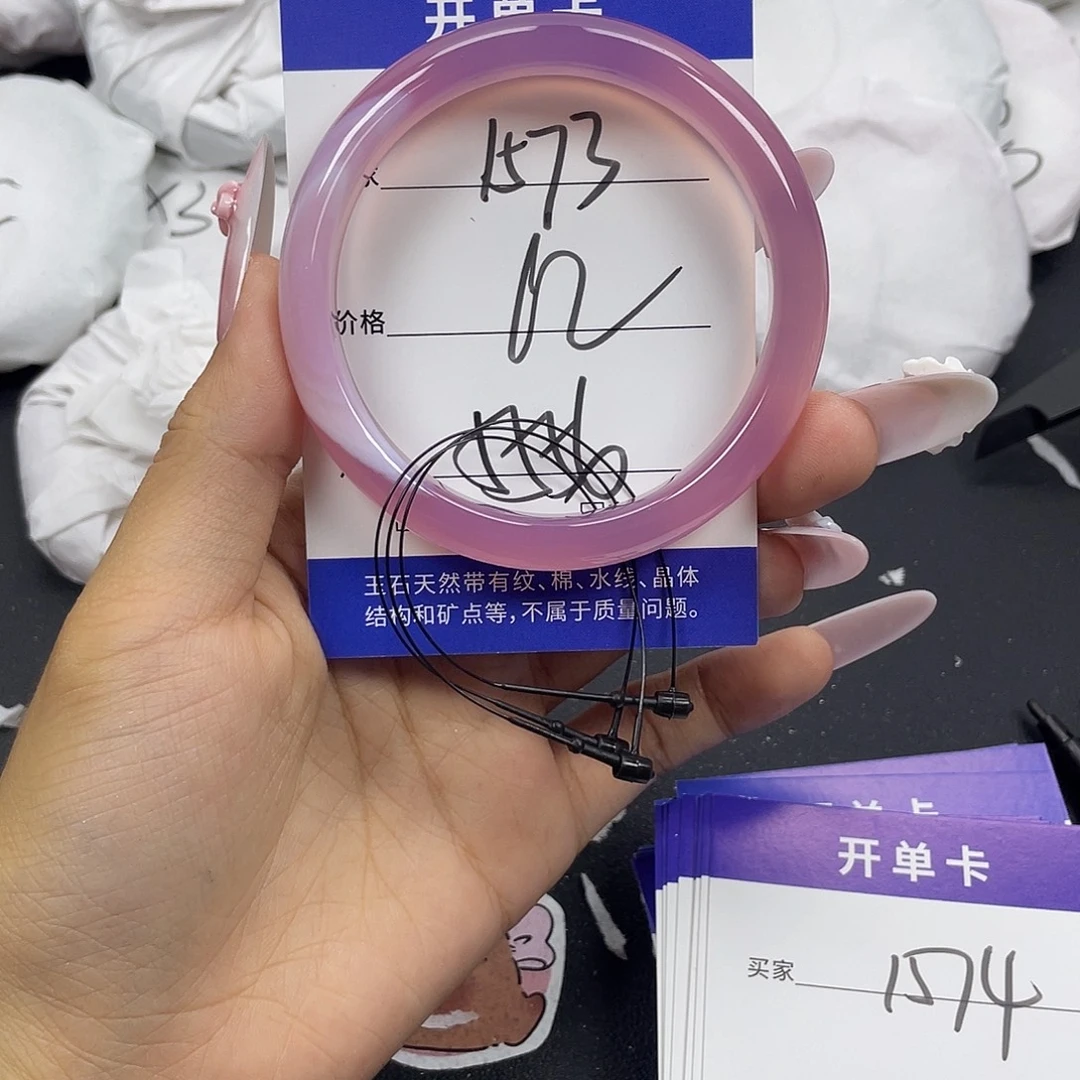 开单卡
1573
价格
玉石天然带有纹、棉、水线、晶体
结构和矿点等，不属于质量问题。
X3
开单卡
买家 1574